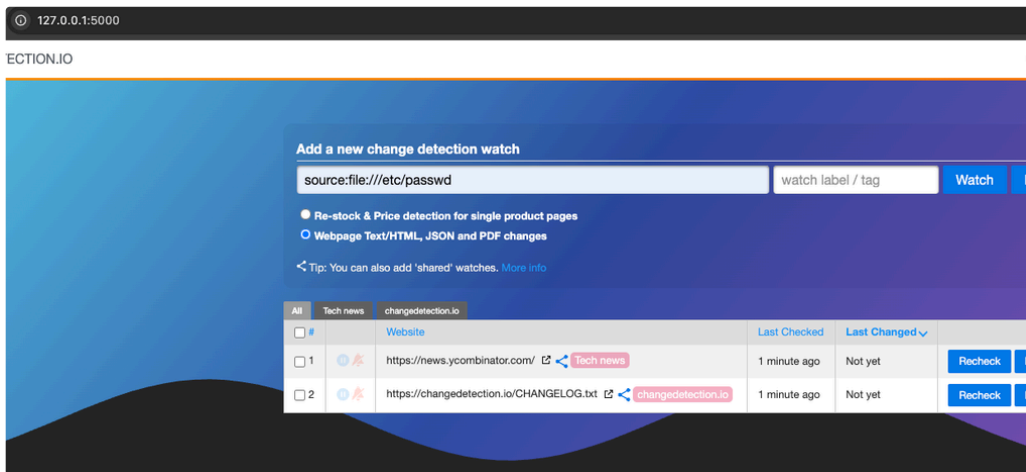 127.0.0.1:5000
TECTION.IO
Add a new change detection watch
source:file:///etc/passwd
watch label / tag
Watch
Re-stock & Price detection for single product pages
Webpage Text/HTML, JSON and PDF changes
Tip: You can also add 'shared' watches. More info
All Tech news changedetection.io
# Website Last Checked Last Changed
1 https://news.ycombinator.com/ Tech news 1 minute ago Not yet Recheck
2 https://changedetection.io/CHANGELOG.txt changedetection.io 1 minute ago Not yet Recheck